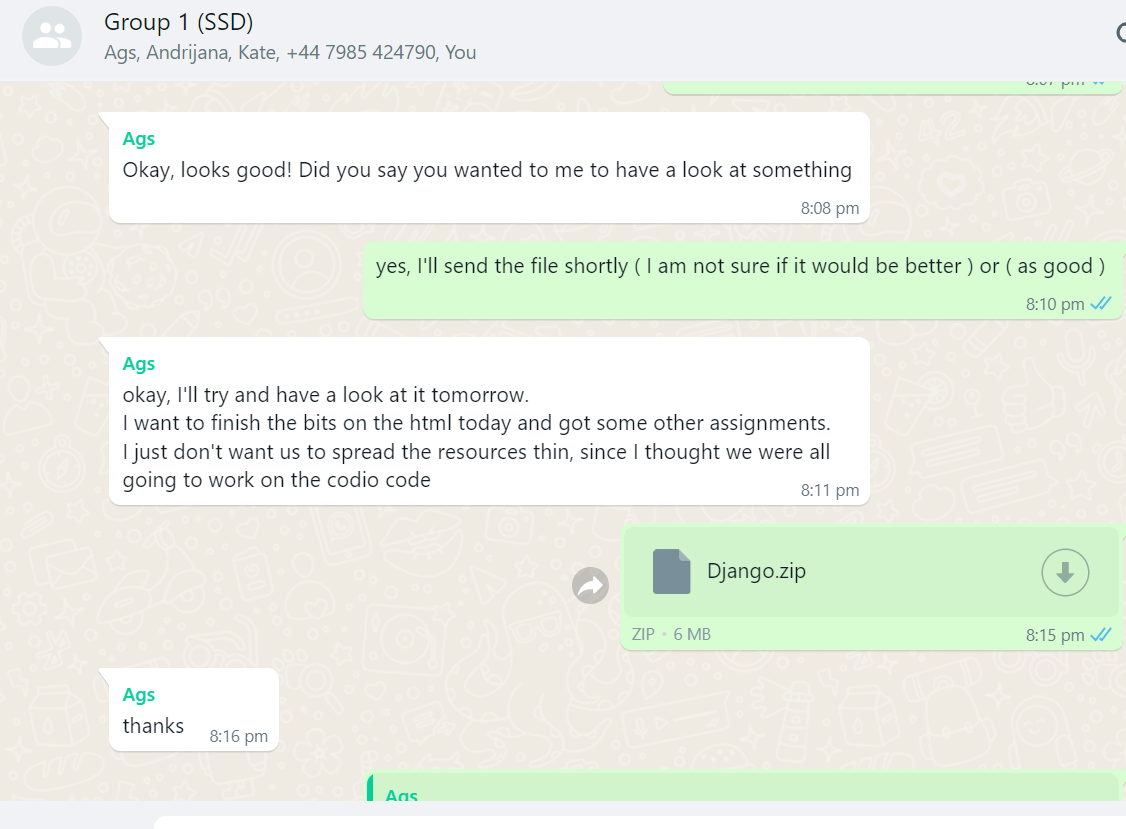 Group 1 (SSD)
Ags, Andrijana, Kate, +44 7985 424790, You
Ags
Okay, looks good! Did you say you wanted to me to have a look at something
8:08 pm
yes, I'll send the file shortly ( I am not sure if it would be better ) or ( as good )
8:10 pm
Ags
okay, I'll try and have a look at it tomorrow.
I want to finish the bits on the html today and got some other assignments.
I just don't want us to spread the resources thin, since I thought we were all
going to work on the codio code
8:11 pm
Django.zip
ZIP • 6 MB
8:15 pm
Ags
thanks
8:16 pm
Ags